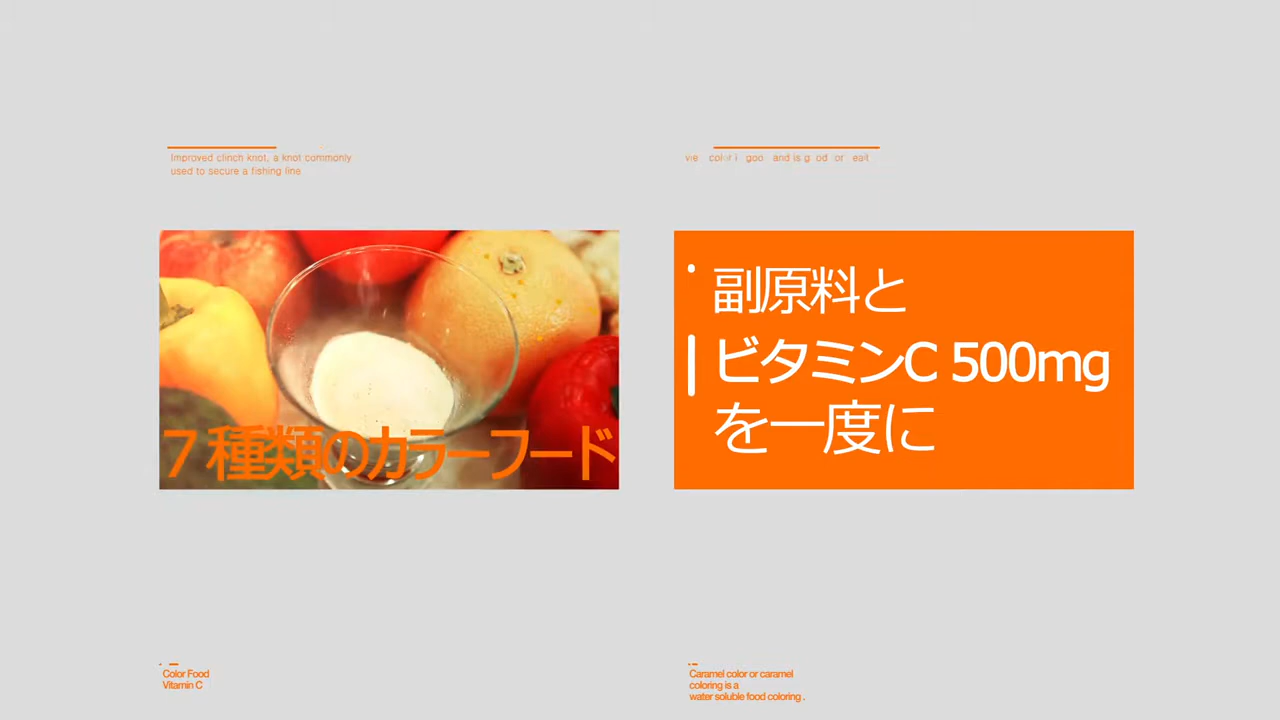 Improved clinch knot, a knot commonly
used to secure a fishing line
７種類のカラーフード
副原料と
ビタミンC 500mg
を一度に
Color Food
Vitamin C
Caramel color or caramel
coloring is a
water soluble food coloring .